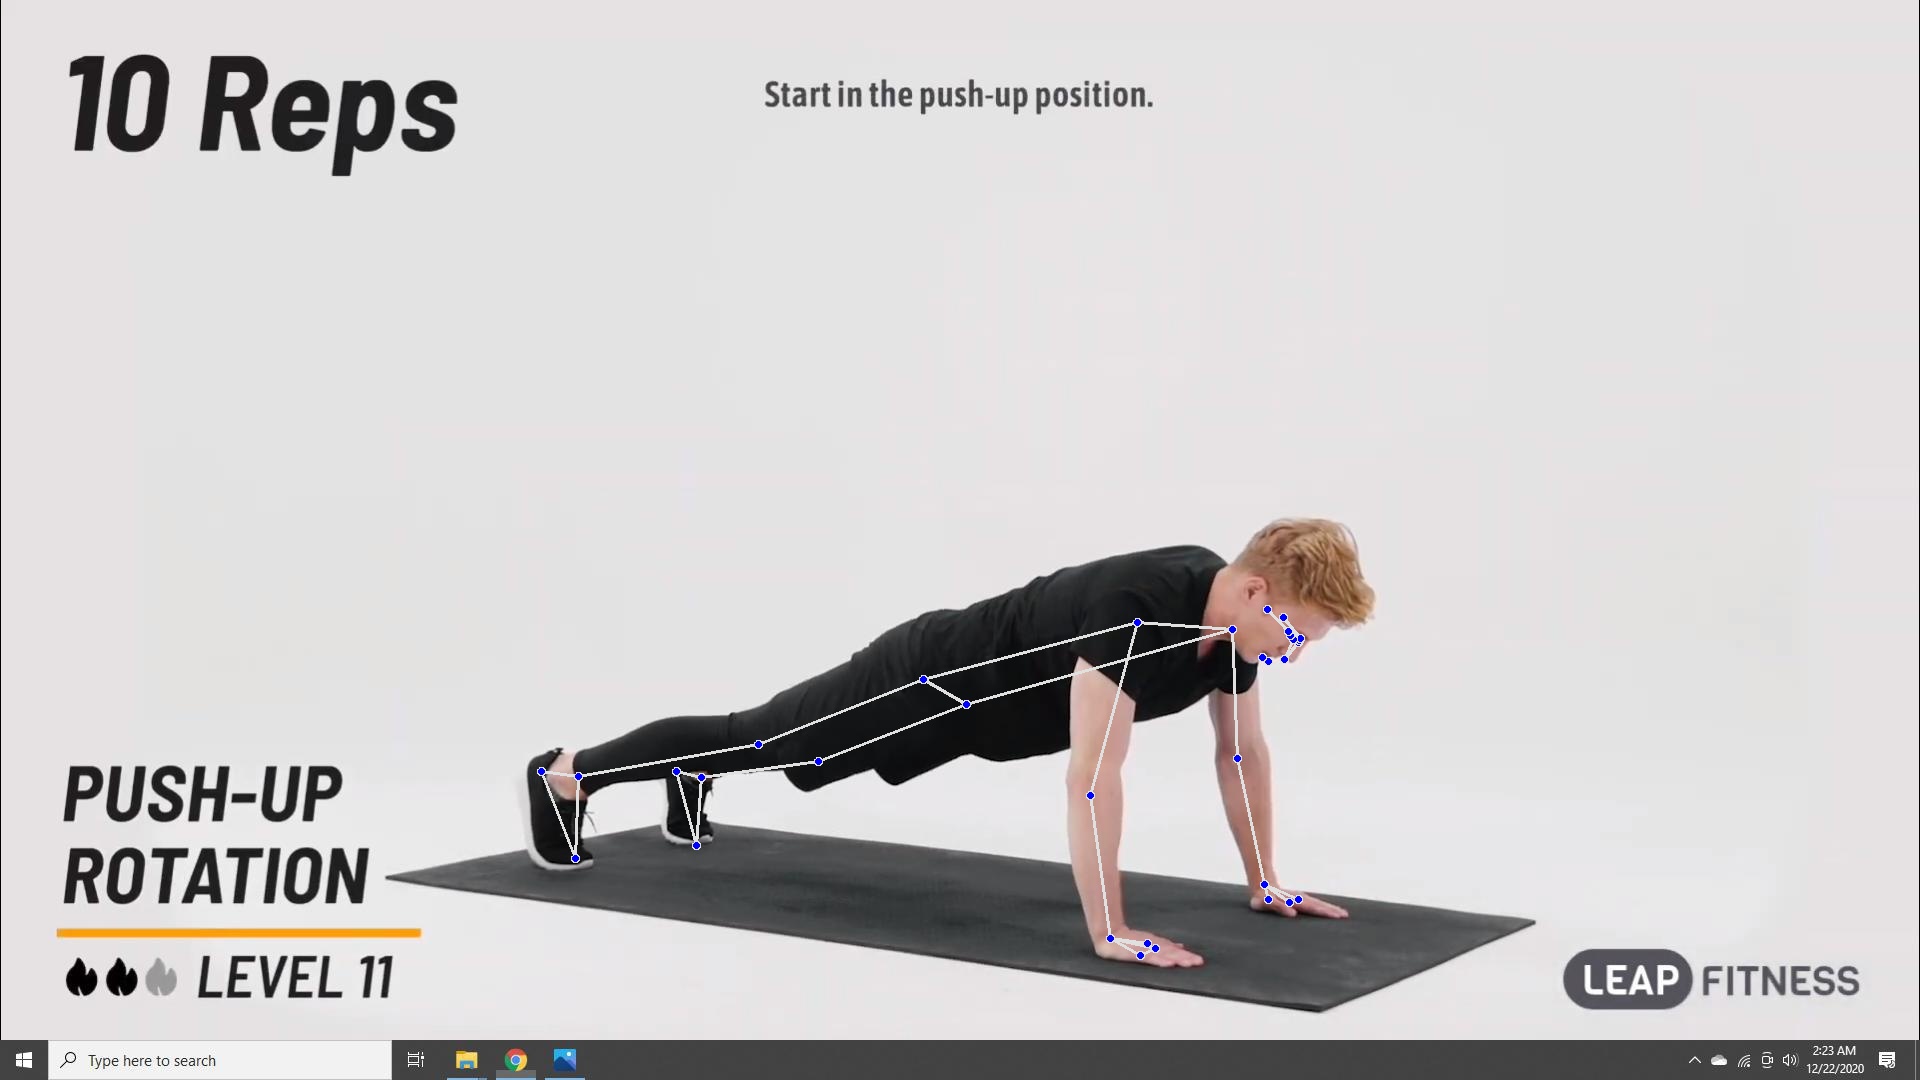 10 Reps
Start in the push-up position.
PUSH-UP
ROTATION
LEVEL 11
LEAP FITNESS
Type here to search
2:23 AM
12/22/2020